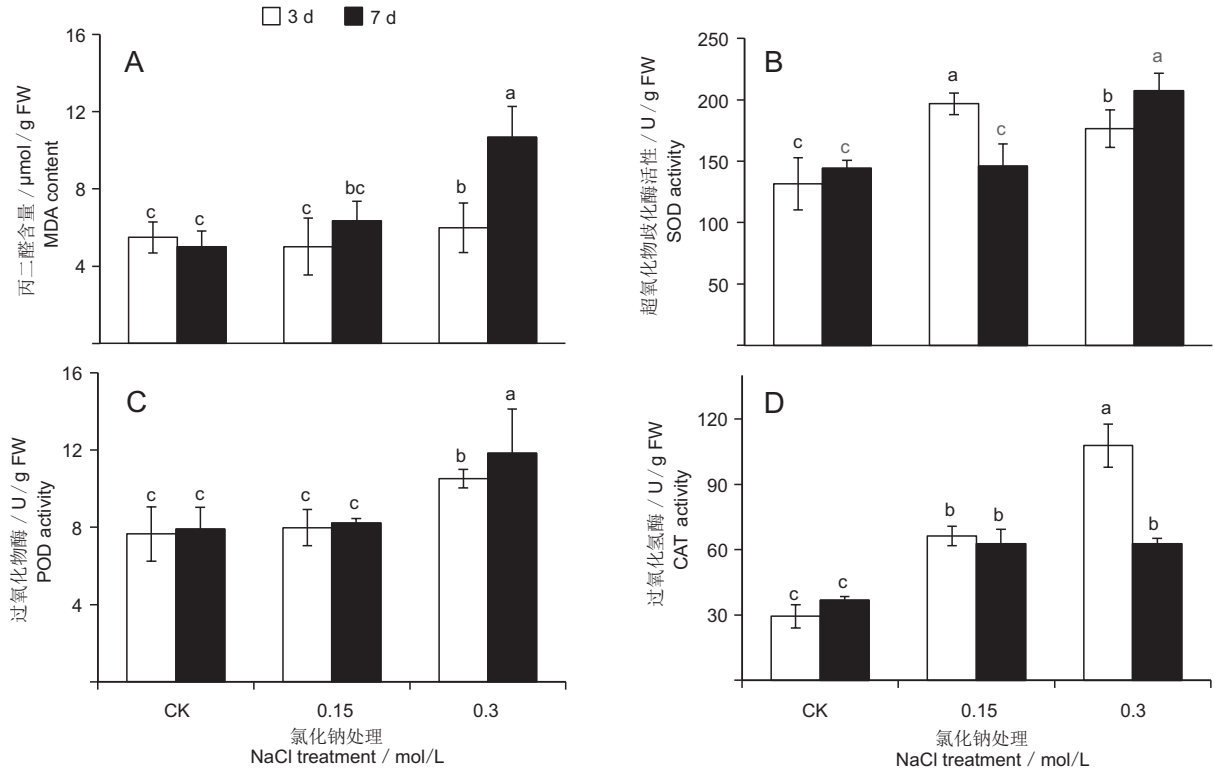 3 d 7 d
A
16
12
8
4
丙二醛含量 / μmol / g FW
MDA content
c
c
c
bc
b
a
B
250
200
150
100
50
超氧化物歧化酶活性 / U / g FW
SOD activity
c
c
a
c
b
a
C
16
12
8
4
过氧化物酶 / U / g FW
POD activity
c
c
c
c
b
a
CK 0.15 0.3
氯化钠处理
NaCl treatment / mol/L
D
120
90
60
30
过氧化氢酶 / U / g FW
CAT activity
c
c
b
b
a
b
CK 0.15 0.3
氯化钠处理
NaCl treatment / mol/L